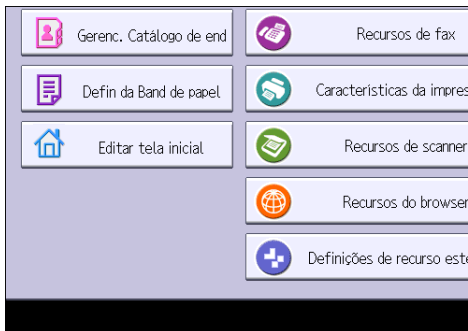 Gerenc. Catálogo de end
Recursos de fax
Defin da Band de papel
Características da impres
Editar tela inicial
Recursos de scanner
Recursos do browser
Definições de recurso este